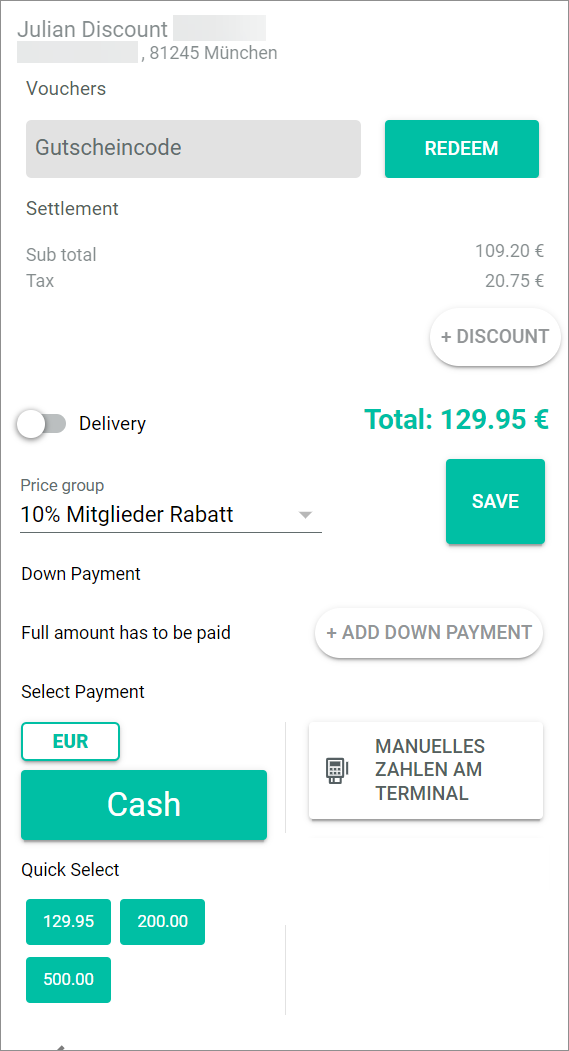 Julian Discount
, 81245 München
Vouchers
Gutscheincode
REDEEM
Settlement
Sub total 109.20 €
Tax 20.75 €
+ DISCOUNT
Delivery
Total: 129.95 €
Price group
10% Mitglieder Rabatt
SAVE
Down Payment
Full amount has to be paid
+ ADD DOWN PAYMENT
Select Payment
EUR
Cash
MANUELLES
ZAHLEN AM
TERMINAL
Quick Select
129.95 200.00
500.00